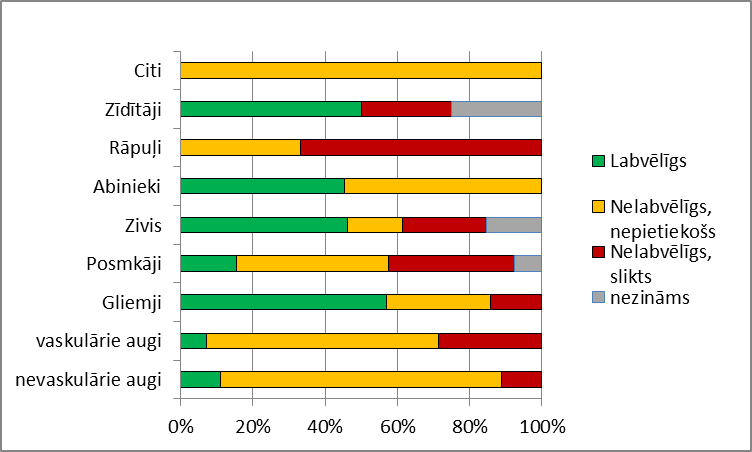 Citi
Zīdītāji
Rāpuļi
Abinieki
Zivis
Posmkāji
Gliemji
vaskulārie augi
nevaskulārie augi
0% 20% 40% 60% 80% 100%
Labvēlīgs
Nelabvēlīgs,
nepietiekošs
Nelabvēlīgs,
slikts
nezināms